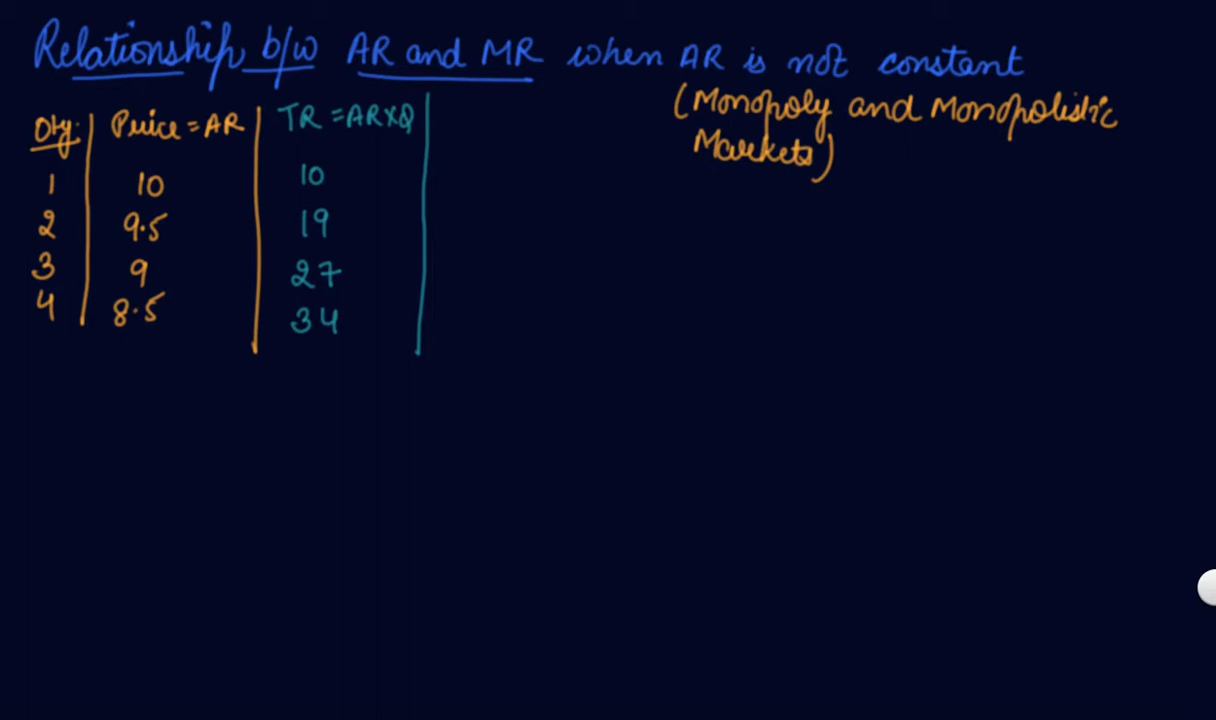 Relationship b/w AR and MR when AR is not constant
(Monopoly and Monopolistic
Markets)
Qty. Price = AR TR = AR×Q
1 10 10
2 9.5 19
3 9 27
4 8.5 34